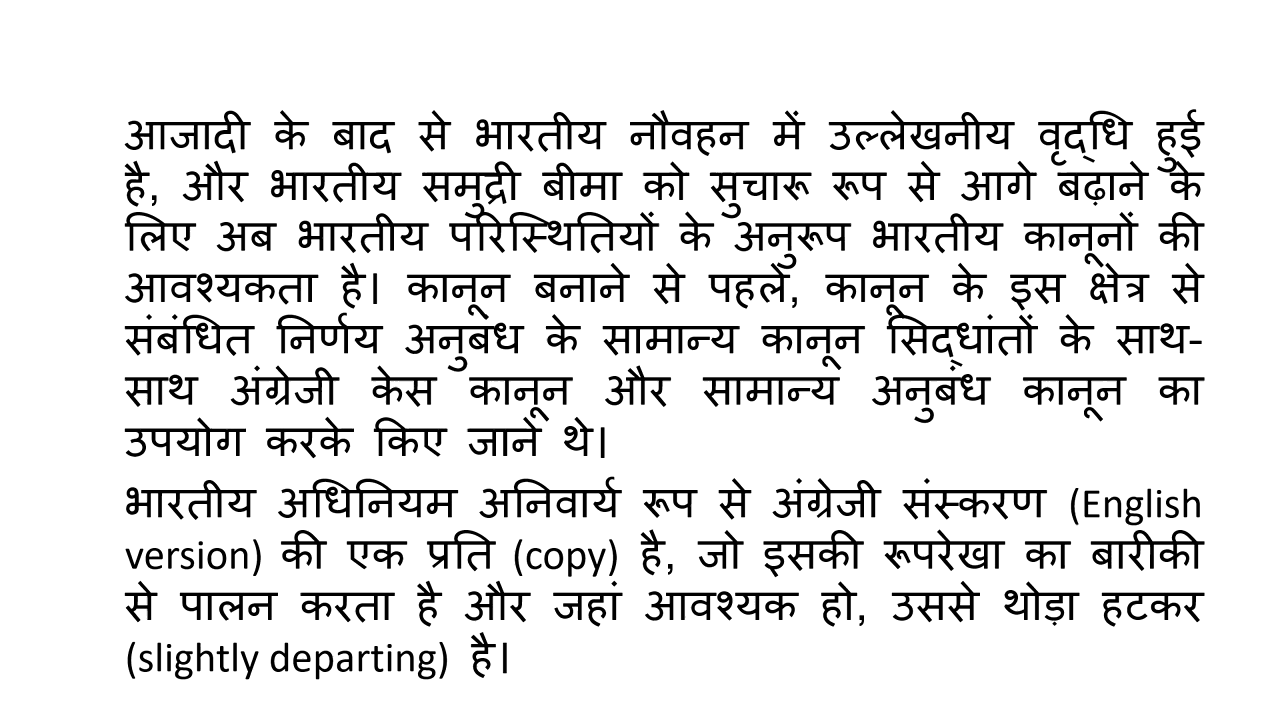 आजादी के बाद से भारतीय नौवहन में उल्लेखनीय वृद्धि हुई
है, और भारतीय समुद्री बीमा को सुचारू रूप से आगे बढ़ाने के
लिए अब भारतीय परिस्थितियों के अनुरूप भारतीय कानूनों की
आवश्यकता है। कानून बनाने से पहले, कानून के इस क्षेत्र से
संबंधित निर्णय अनुबंध के सामान्य कानून सिद्धांतों के साथ-
साथ अंग्रेजी केस कानून और सामान्य अनुबंध कानून का
उपयोग करके किए जाने थे।
भारतीय अधिनियम अनिवार्य रूप से अंग्रेजी संस्करण (English
version) की एक प्रति (copy) है, जो इसकी रूपरेखा का बारीकी
से पालन करता है और जहां आवश्यक हो, उससे थोड़ा हटकर
(slightly departing) है।